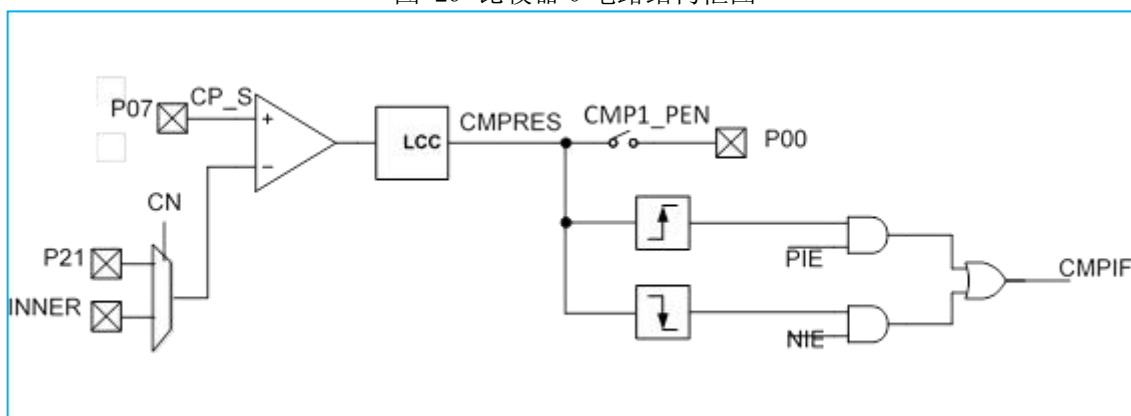 P07
CP_S
LCC
CMPRES
CMP1_PEN
P00
CN
P21
INNER
PIE
NIE
CMPIF